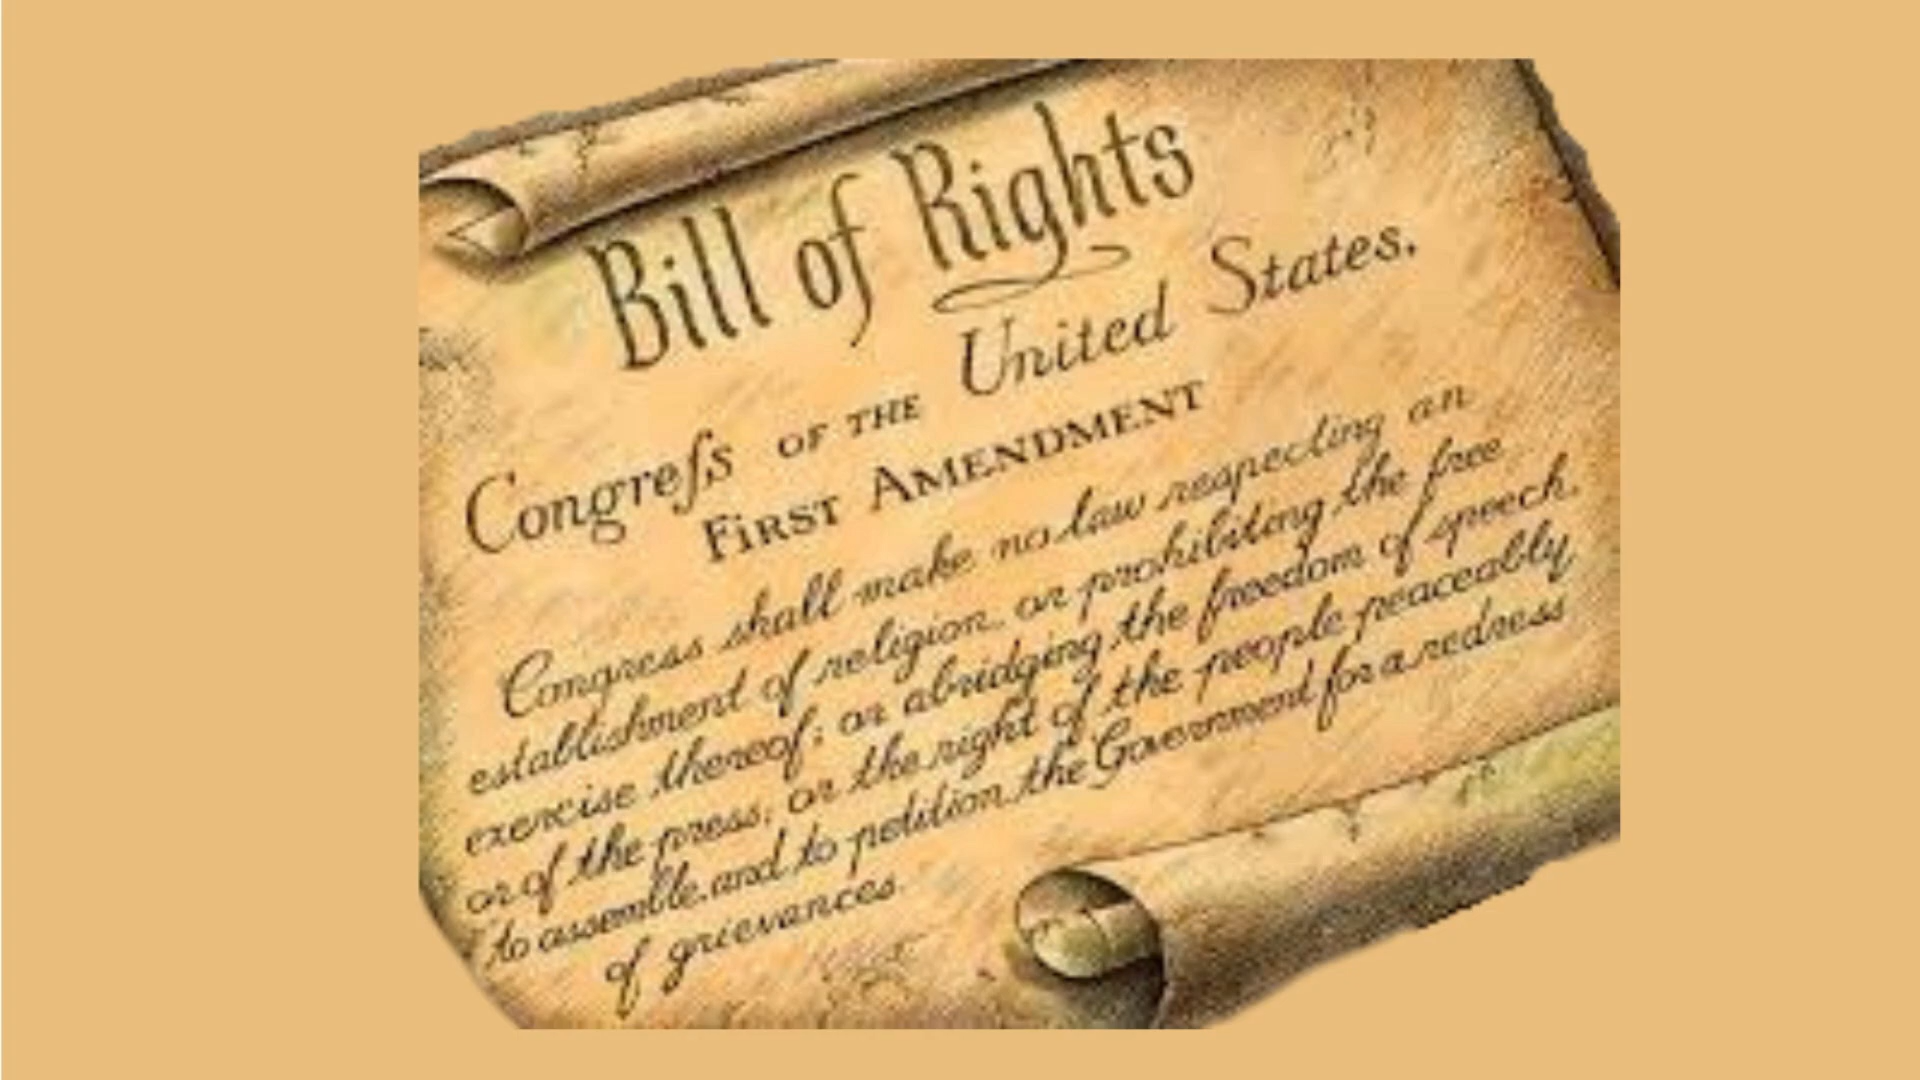 Bill of Rights
Congreſs OF THE United States.
FIRST AMENDMENT
Congress shall make no law respecting an
establishment of religion, or prohibiting the free
exercise thereof; or abridging the freedom of speech,
or of the press; or the right of the people peaceably
to assemble, and to petition the Government for a redress
of grievances